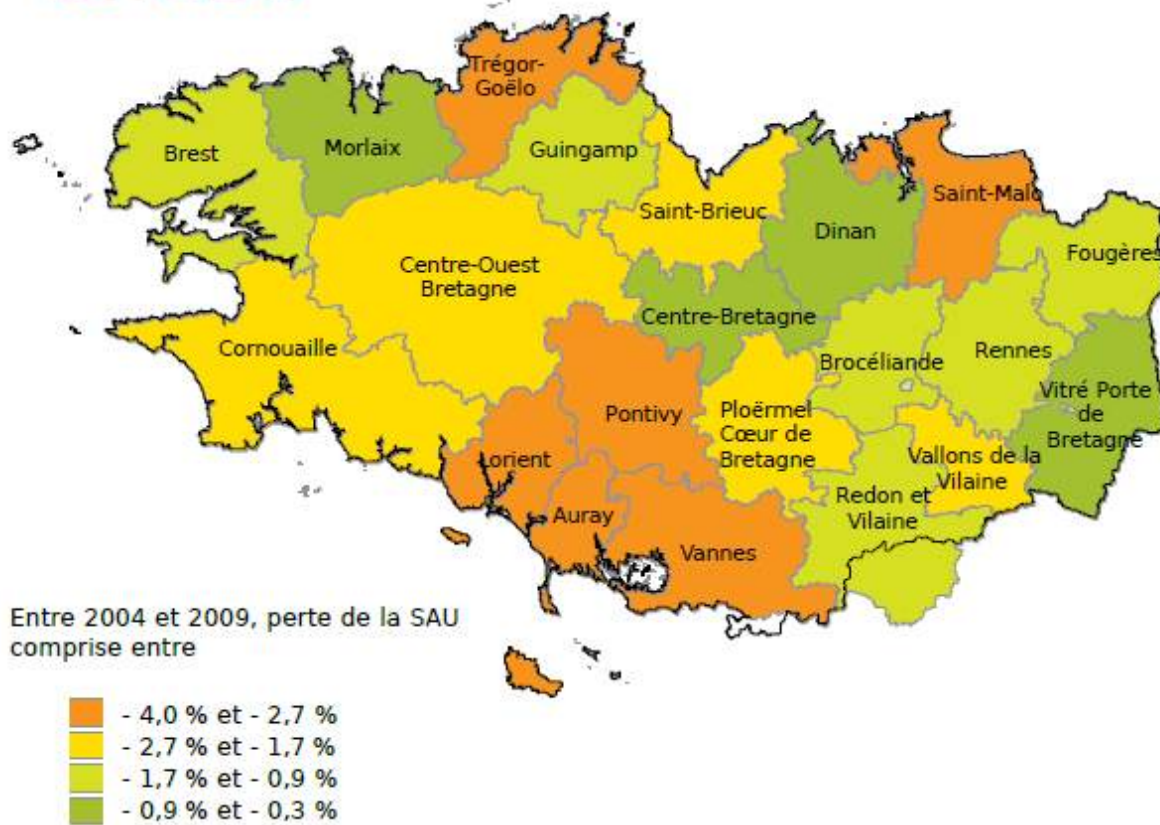 Trégor-
Goëlo
Brest
Morlaix
Guingamp
Saint-Brieuc
Dinan
Saint-Malo
Fougères
Centre-Ouest
Bretagne
Centre-Bretagne
Cornouaille
Brocéliande
Rennes
Vitré Porte
de
Bretagne
Pontivy
Ploërmel
Cœur de
Bretagne
Lorient
Vallons de la
Vilaine
Auray
Redon et
Vilaine
Vannes
Entre 2004 et 2009, perte de la SAU
comprise entre
- 4,0 % et - 2,7 %
- 2,7 % et - 1,7 %
- 1,7 % et - 0,9 %
- 0,9 % et - 0,3 %